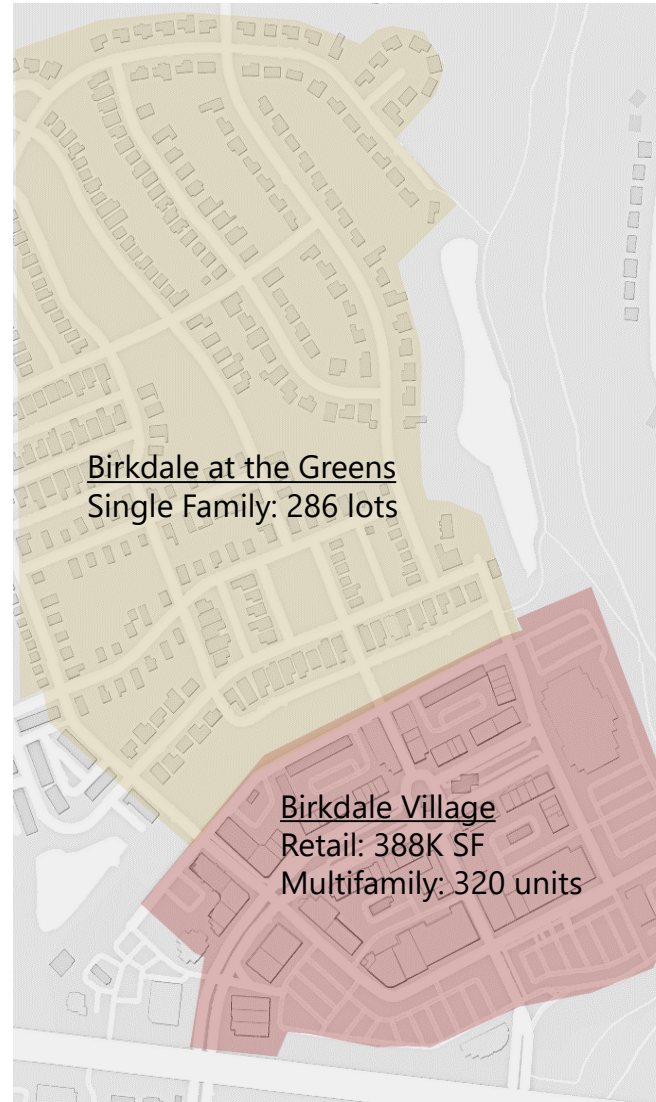 Birkdale at the Greens
Single Family: 286 lots
Birkdale Village
Retail: 388K SF
Multifamily: 320 units